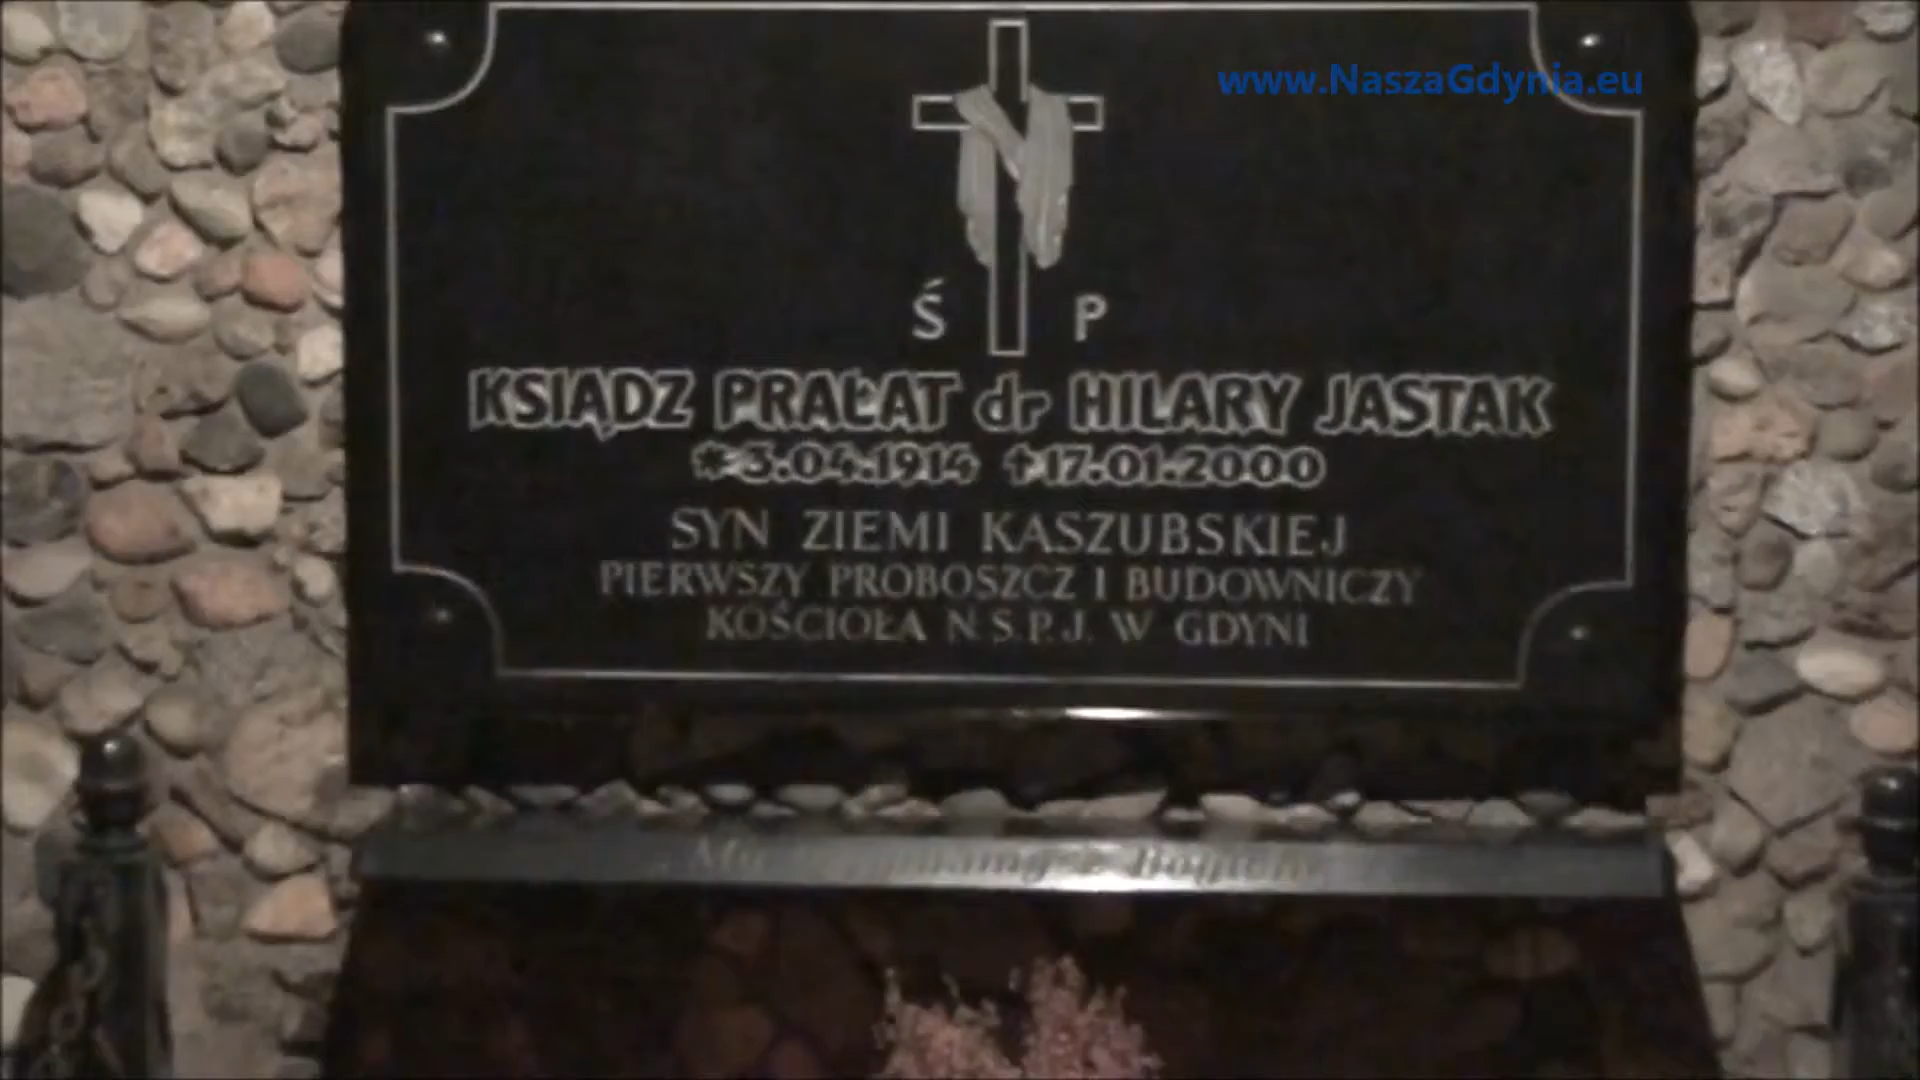 www.NaszaGdynia.eu
Ś P
KSIĄDZ PRAŁAT dr HILARY JASTAK
*3.04.1914 †17.01.2000
SYN ZIEMI KASZUBSKIEJ
PIERWSZY PROBOSZCZ I BUDOWNICZY
KOŚCIOŁA N.S.P.J. W GDYNI